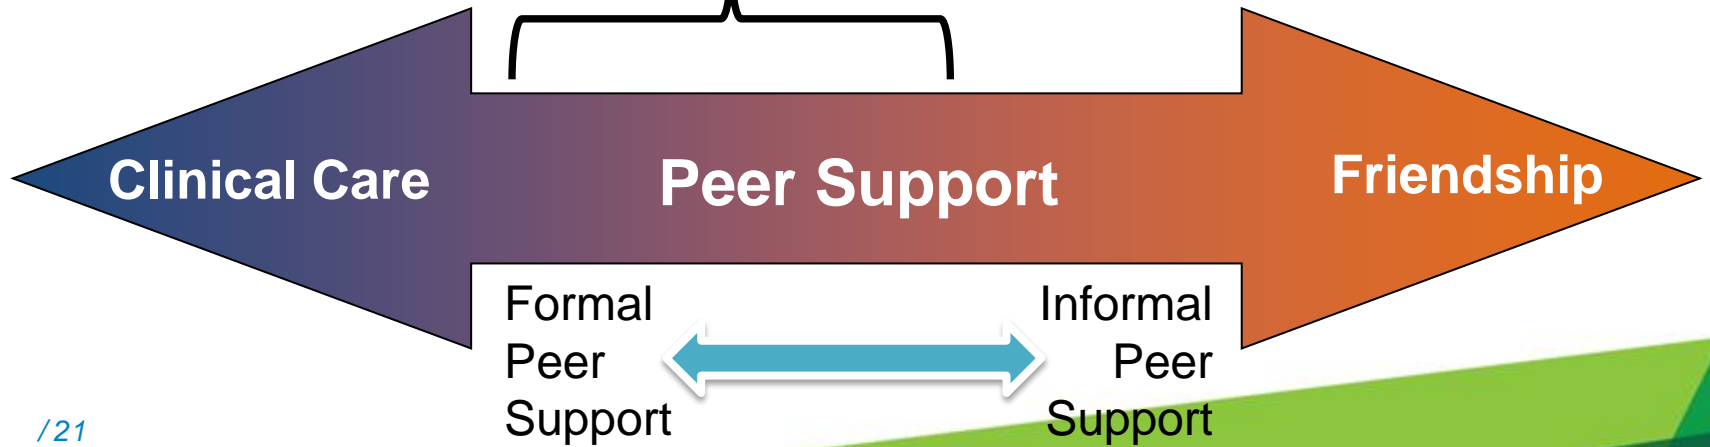 Clinical Care
Peer Support
Friendship
Formal
Peer
Support
Informal
Peer
Support
/ 21